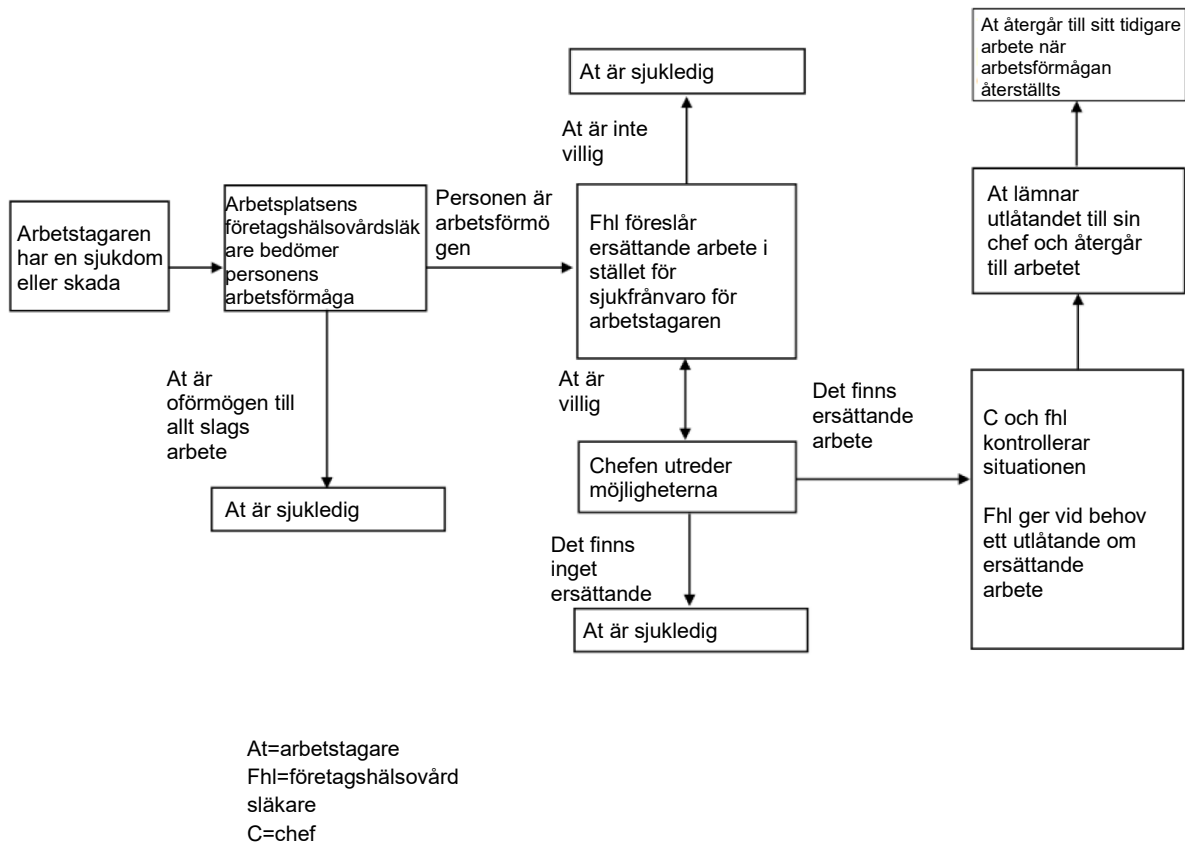 Arbetstagaren
har en sjukdom
eller skada
Arbetsplatsens
företagshälsovårdsläk
are bedömer
personens
arbetsförmåga
At är
oförmögen till
allt slags
arbete
At är sjukledig
Personen är
arbetsförmö
gen
Fhl föreslår
ersättande arbete i
stället för
sjukfrånvaro för
arbetstagaren
At är inte
villig
At är sjukledig
At är
villig
Chefen utreder
möjligheterna
Det finns
inget
ersättande
At är sjukledig
Det finns
ersättande
arbete
C och fhl
kontrollerar
situationen
Fhl ger vid behov
ett utlåtande om
ersättande
arbete
At lämnar
utlåtandet till sin
chef och återgår
till arbetet
At återgår till sitt tidigare
arbete när
arbetsförmågan
återställts
At=arbetstagare
Fhl=företagshälsovård
släkare
C=chef